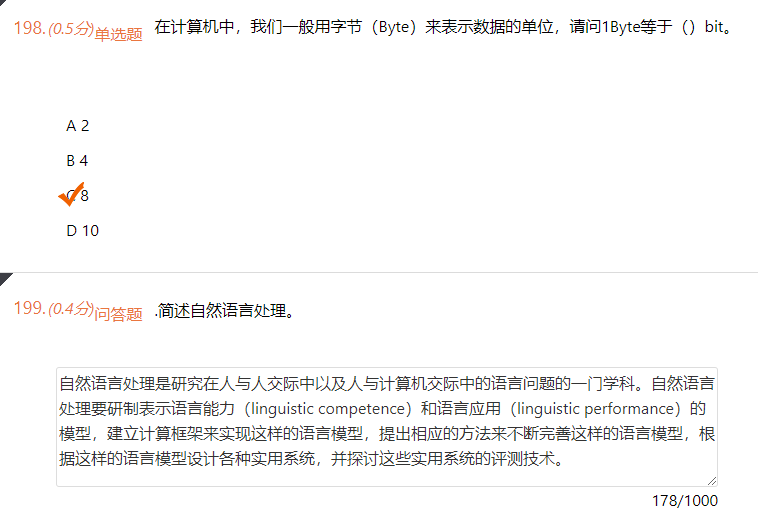 198.(0.5分)单选题 在计算机中，我们一般用字节（Byte）来表示数据的单位，请问1Byte等于（）bit。
A 2
B 4
C 8
D 10
199.(0.4分)问答题 .简述自然语言处理。
自然语言处理是研究在人与人交际中以及人与计算机交际中的语言问题的一门学科。自然语言
处理要研制表示语言能力（linguistic competence）和语言应用（linguistic performance）的
模型，建立计算框架来实现这样的语言模型，提出相应的方法来不断完善这样的语言模型，根
据这样的语言模型设计各种实用系统，并探讨这些实用系统的评测技术。
178/1000